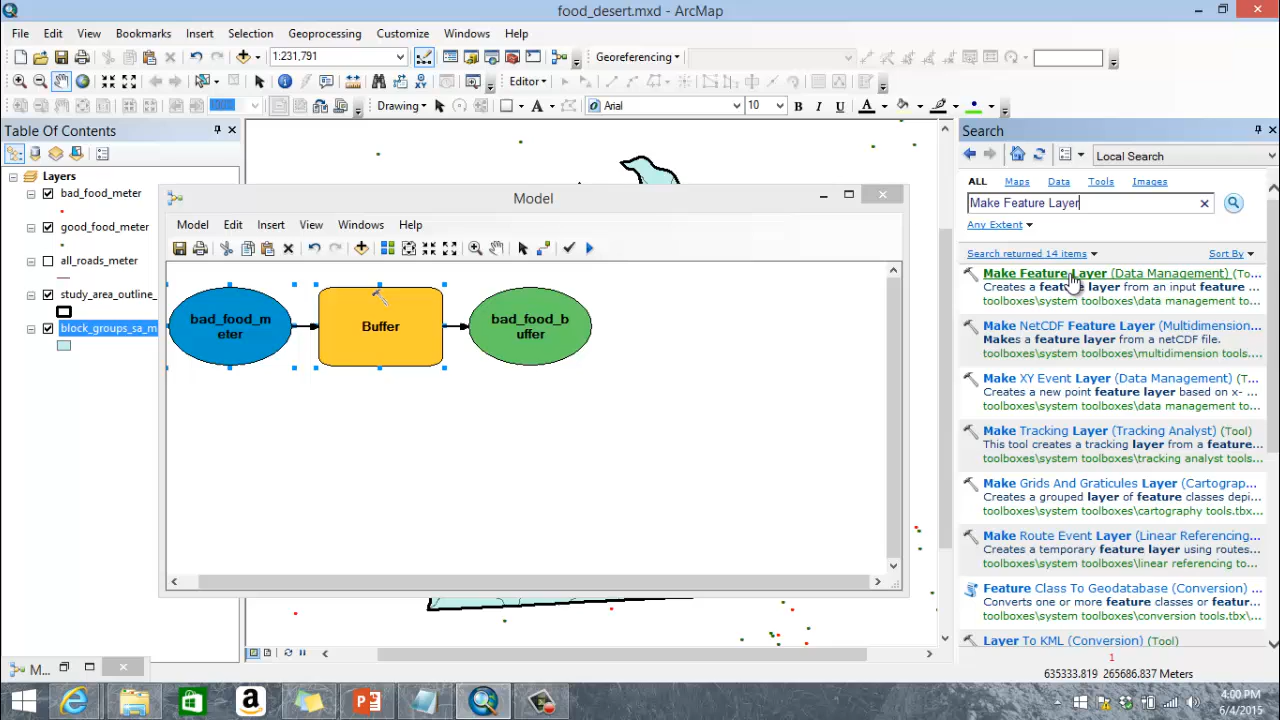 food_desert.mxd - ArcMap
File Edit View Bookmarks Insert Selection Geoprocessing Customize Windows Help
1:231.791 Georeferencing
Editor
Drawing Arial 10 B I U A
Table Of Contents
Layers
bad_food_meter
good_food_meter
all_roads_meter
study_area_outline_
block_groups_sa_m
Model
Model Edit Insert View Windows Help
bad_food_m
eter
Buffer
bad_food_b
uffer
Search
Local Search
ALL Maps Data Tools Images
Make Feature Layer
Any Extent
Search returned 14 items Sort By
Make Feature Layer (Data Management) (To...
Creates a feature layer from an input feature ...
toolboxes\system toolboxes\data management to...
Make NetCDF Feature Layer (Multidimension...
Makes a feature layer from a netCDF file.
toolboxes\system toolboxes\multidimension tools....
Make XY Event Layer (Data Management) (T...
Creates a new point feature layer based on x- ...
toolboxes\system toolboxes\data management to...
Make Tracking Layer (Tracking Analyst) (Tool)
This tool creates a tracking layer from a feature...
toolboxes\system toolboxes\tracking analyst tools...
Make Grids And Graticules Layer (Cartograp...
Creates a grouped layer of feature classes depi...
toolboxes\system toolboxes\cartography tools.tbx...
Make Route Event Layer (Linear Referencing...
Creates a temporary feature layer using routes...
toolboxes\system toolboxes\linear referencing to...
Feature Class To Geodatabase (Conversion) ...
Converts one or more feature classes or featur...
toolboxes\system toolboxes\conversion tools.tbx\...
Layer To KML (Conversion) (Tool)
1
M...
635333.819 265686.837 Meters
4:00 PM
6/4/2015